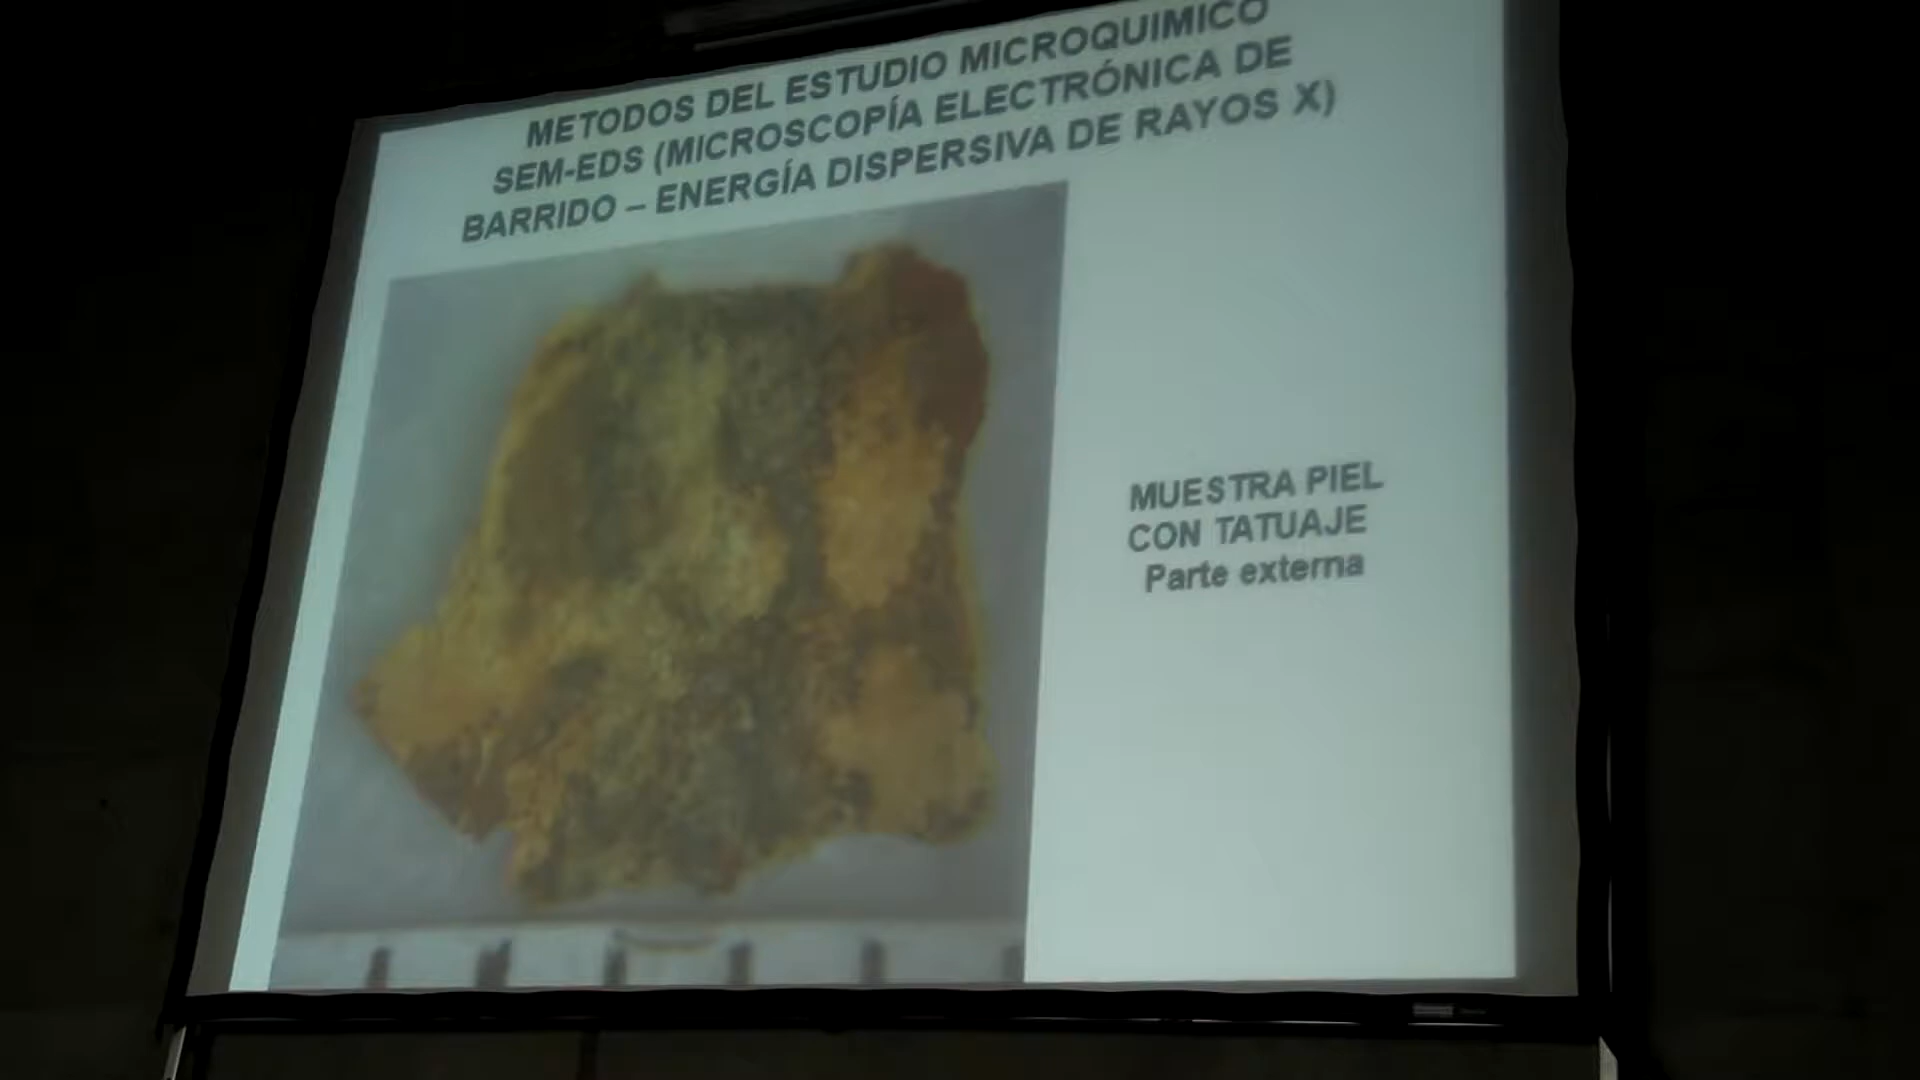 METODOS DEL ESTUDIO MICROQUIMICO
SEM-EDS (MICROSCOPÍA ELECTRÓNICA DE
BARRIDO – ENERGÍA DISPERSIVA DE RAYOS X)
MUESTRA PIEL
CON TATUAJE
Parte externa